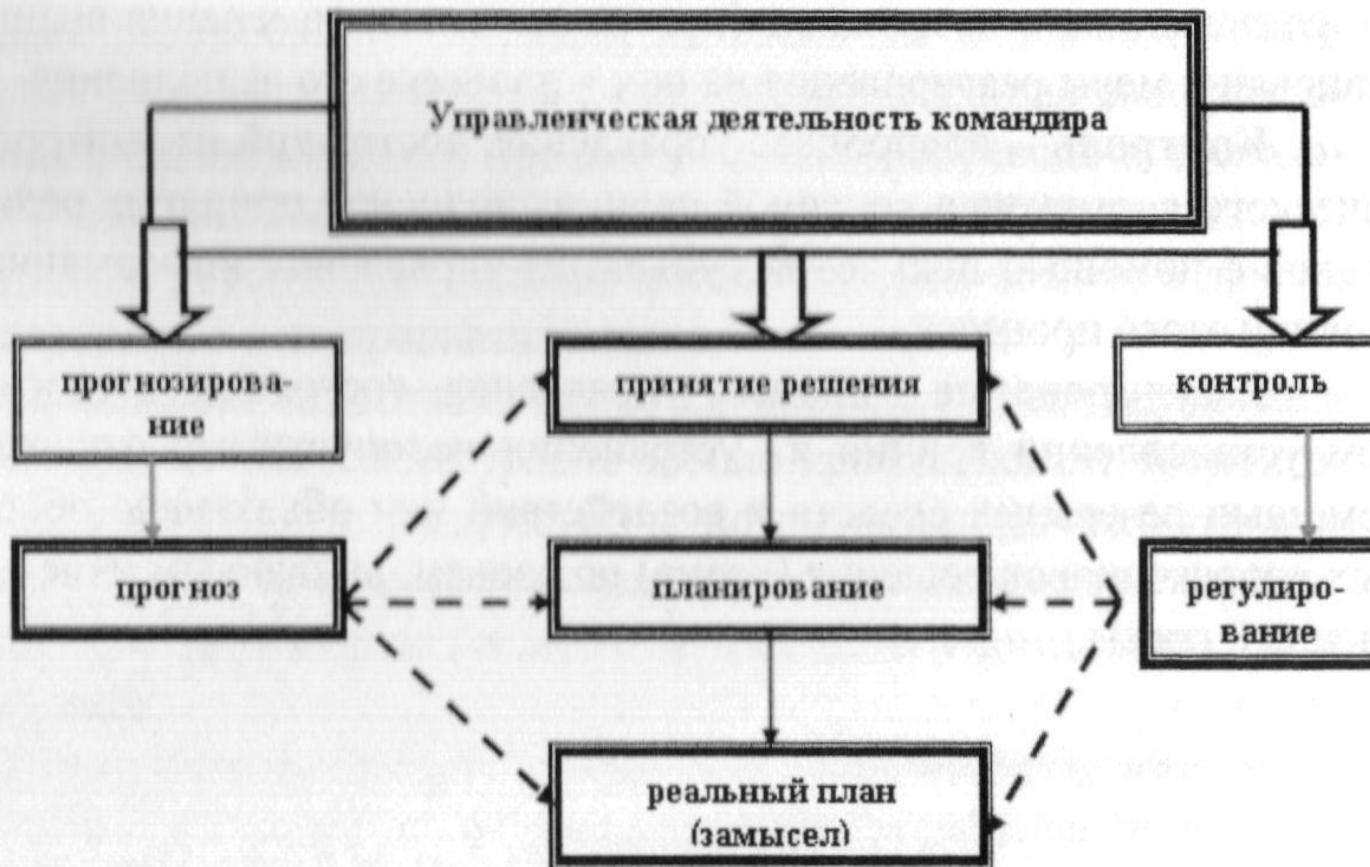 Управленческая деятельность командира
прогнозирова-
ние
принятие решения
контроль
прогноз
планирование
регулиро-
вание
реальный план
(замысел)